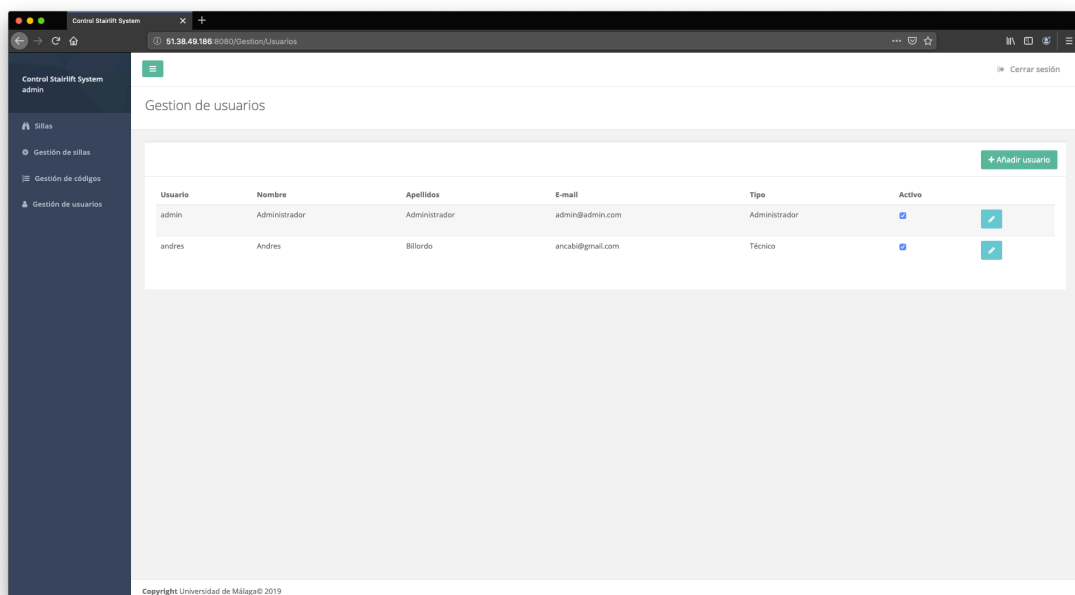 Control Stairlift System
51.38.49.186:8080/Gestion/Usuarios
Control Stairlift System
admin
Cerrar sesión
Gestion de usuarios
Sillas
Gestión de sillas
Gestión de códigos
Gestión de usuarios
+ Añadir usuario
Usuario Nombre Apellidos E-mail Tipo Activo
admin Administrador Administrador admin@admin.com Administrador
andres Andres Billordo ancabi@gmail.com Técnico
Copyright Universidad de Málaga© 2019